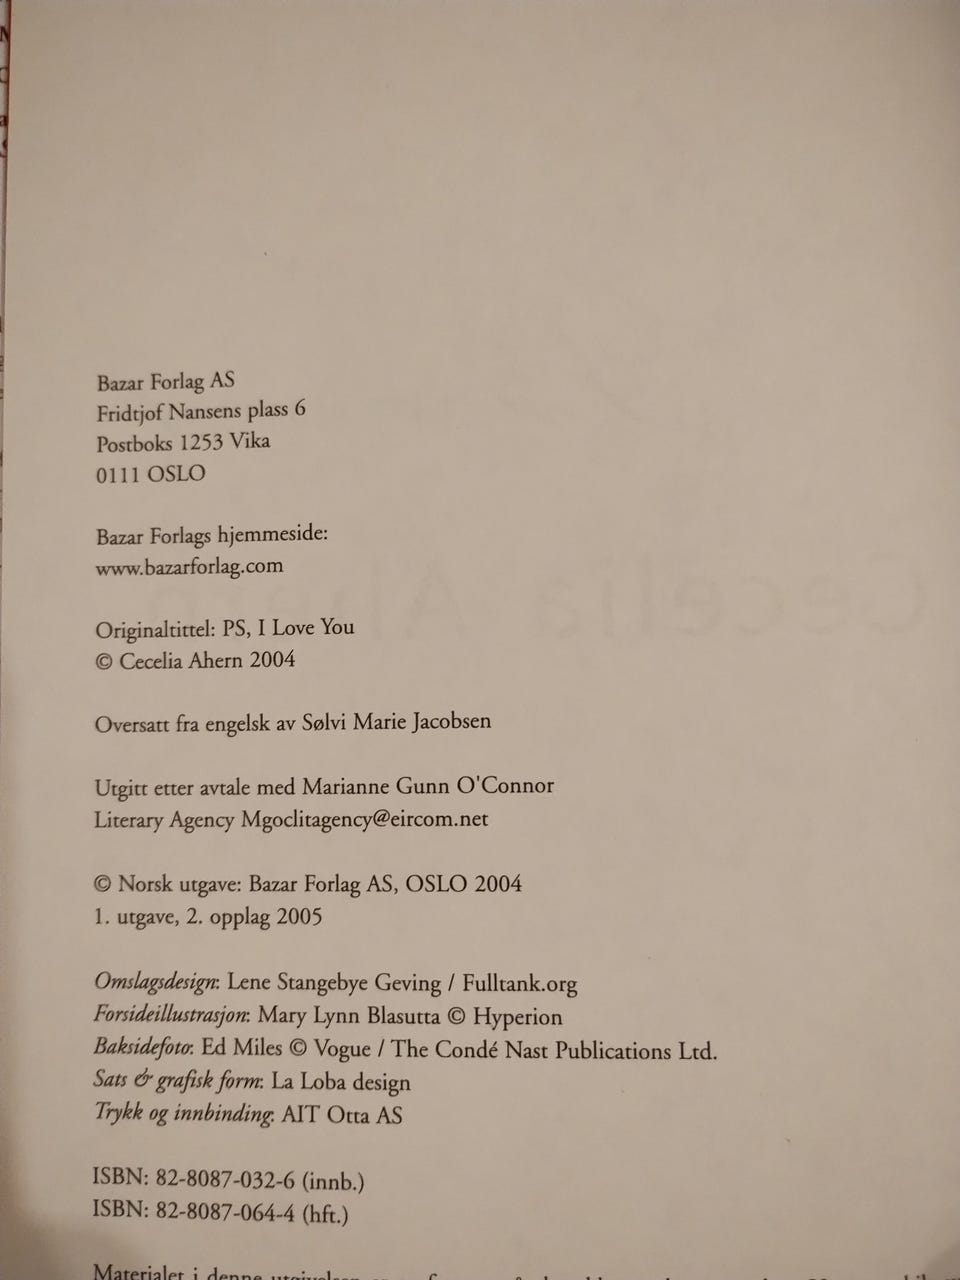 Bazar Forlag AS
Fridtjof Nansens plass 6
Postboks 1253 Vika
0111 OSLO
Bazar Forlags hjemmeside:
www.bazarforlag.com
Originaltittel: PS, I Love You
© Cecelia Ahern 2004
Oversatt fra engelsk av Sølvi Marie Jacobsen
Utgitt etter avtale med Marianne Gunn O'Connor
Literary Agency Mgoclitagency@eircom.net
© Norsk utgave: Bazar Forlag AS, OSLO 2004
1. utgave, 2. opplag 2005
Omslagsdesign: Lene Stangebye Geving / Fulltank.org
Forsideillustrasjon: Mary Lynn Blasutta © Hyperion
Baksidefoto: Ed Miles © Vogue / The Condé Nast Publications Ltd.
Sats & grafisk form: La Loba design
Trykk og innbinding: AIT Otta AS
ISBN: 82-8087-032-6 (innb.)
ISBN: 82-8087-064-4 (hft.)
Materialet i denne